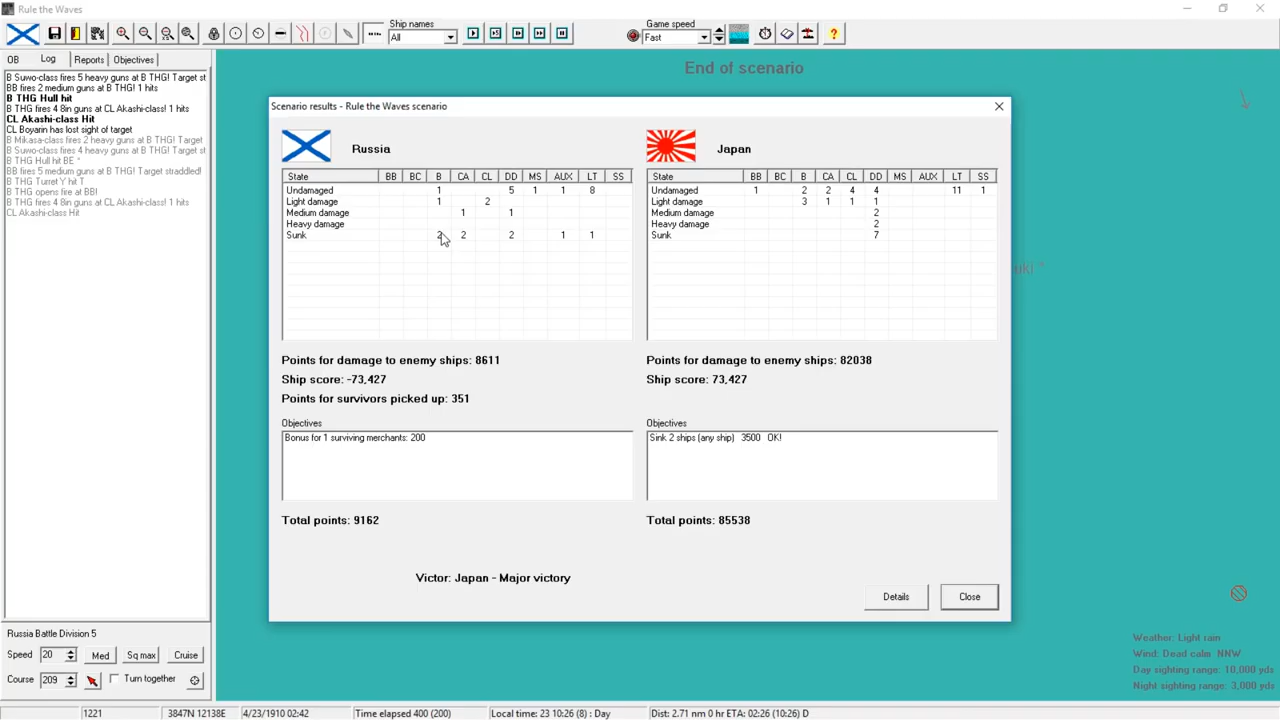 Rule the Waves
Ship names
All
Game speed
Fast
OB Log Reports Objectives
B Suwo-class fires 5 heavy guns at B THG! Target st
BB fires 2 medium guns at B THG! 1 hits
B THG Hull hit
B THG fires 4 8in guns at CL Akashi-class! 1 hits
CL Akashi-class Hit
CL Boyarin has lost sight of target
B Mikasa-class fires 2 heavy guns at B THG! Target
B Suwo-class fires 4 heavy guns at B THG! Target st
B THG Hull hit BE *
BB fires 5 medium guns at B THG! Target straddled!
B THG Turret Y hit T
B THG opens fire at BB!
B THG fires 4 8in guns at CL Akashi-class! 1 hits
CL Akashi-class Hit
Russia Battle Division 5
Speed 20 Med Sq max Cruise
Course 209 Turn together
End of scenario
Scenario results - Rule the Waves scenario
Russia
State BB BC B CA CL DD MS AUX LT SS
Undamaged 1 5 1 1 8
Light damage 1 2
Medium damage 1 1
Heavy damage
Sunk 2 2 2 1 1
Points for damage to enemy ships: 8611
Ship score: -73,427
Points for survivors picked up: 351
Objectives
Bonus for 1 surviving merchants: 200
Total points: 9162
Japan
State BB BC B CA CL DD MS AUX LT SS
Undamaged 1 2 2 4 4 11 1
Light damage 3 1 1 1
Medium damage 2
Heavy damage 2
Sunk 7
Points for damage to enemy ships: 82038
Ship score: 73,427
Objectives
Sink 2 ships (any ship) 3500 OK!
Total points: 85538
Victor: Japan - Major victory
Details Close
Weather: Light rain
Wind: Dead calm NNW
Day sighting range: 10,000 yds
Night sighting range: 3,000 yds
1221 3847N 12138E 4/23/1910 02:42 Time elapsed 400 (200) Local time: 23 10:26 (8) : Day Dist: 2.71 nm 0 hr ETA: 02:26 (10:26) D